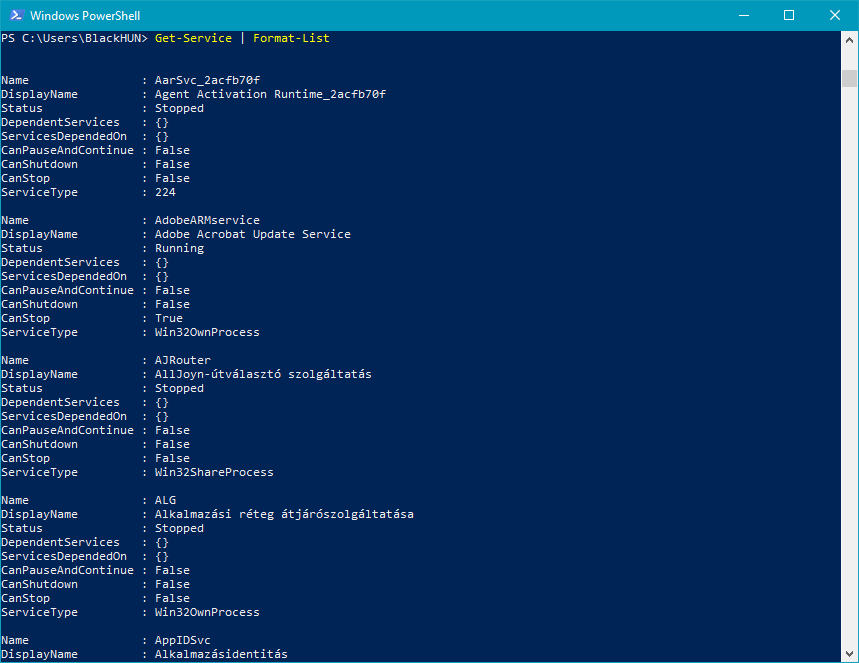 Windows PowerShell
PS C:\Users\BlackHUN> Get-Service | Format-List
Name                : AarSvc_2acfb70f
DisplayName         : Agent Activation Runtime_2acfb70f
Status              : Stopped
DependentServices   : {}
ServicesDependedOn  : {}
CanPauseAndContinue : False
CanShutdown         : False
CanStop             : False
ServiceType         : 224
Name                : AdobeARMservice
DisplayName         : Adobe Acrobat Update Service
Status              : Running
DependentServices   : {}
ServicesDependedOn  : {}
CanPauseAndContinue : False
CanShutdown         : False
CanStop             : True
ServiceType         : Win32OwnProcess
Name                : AJRouter
DisplayName         : AllJoyn-útválasztó szolgáltatás
Status              : Stopped
DependentServices   : {}
ServicesDependedOn  : {}
CanPauseAndContinue : False
CanShutdown         : False
CanStop             : False
ServiceType         : Win32ShareProcess
Name                : ALG
DisplayName         : Alkalmazási réteg átjárószolgáltatása
Status              : Stopped
DependentServices   : {}
ServicesDependedOn  : {}
CanPauseAndContinue : False
CanShutdown         : False
CanStop             : False
ServiceType         : Win32OwnProcess
Name                : AppIDSvc
DisplayName         : Alkalmazásidentitás